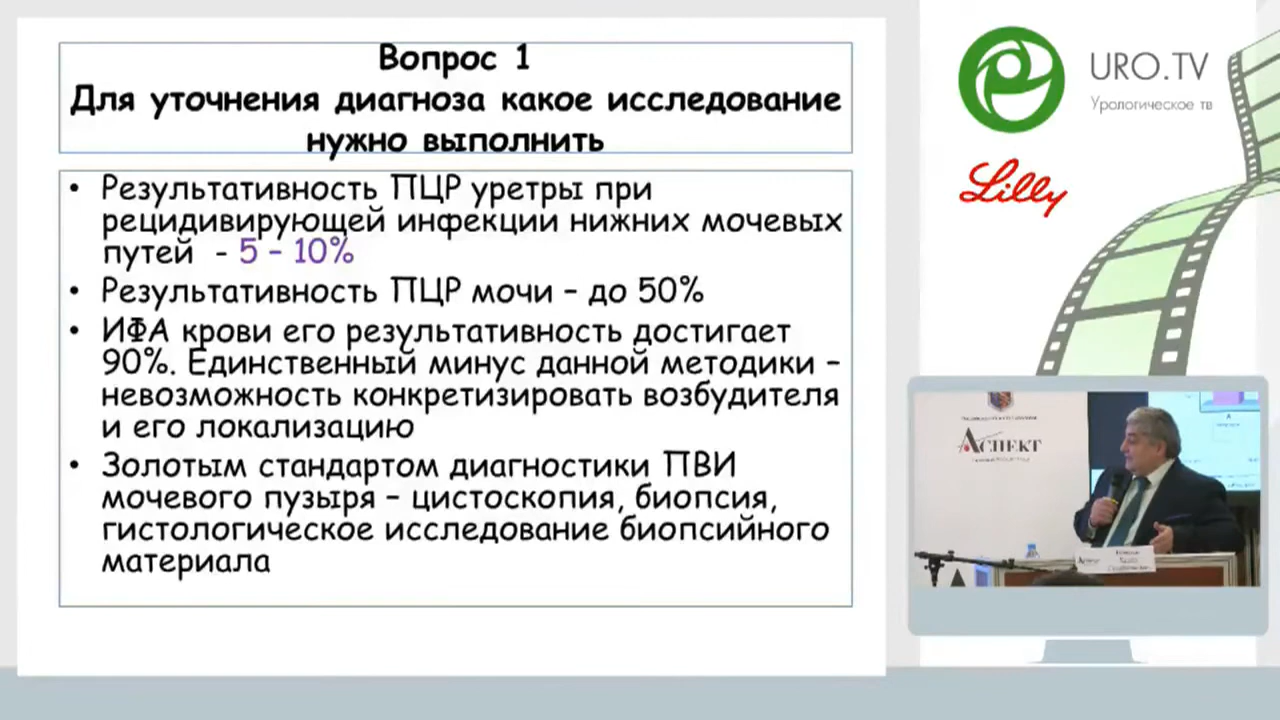 Вопрос 1
Для уточнения диагноза какое исследование
нужно выполнить
• Результативность ПЦР уретры при
рецидивирующей инфекции нижних мочевых
путей - 5 – 10%
• Результативность ПЦР мочи – до 50%
• ИФА крови его результативность достигает
90%. Единственный минус данной методики –
невозможность конкретизировать возбудителя
и его локализацию
• Золотым стандартом диагностики ПВИ
мочевого пузыря – цистоскопия, биопсия,
гистологическое исследование биопсийного
материала
URO.TV
Урологическое тв
Lilly
АСПЕКТ